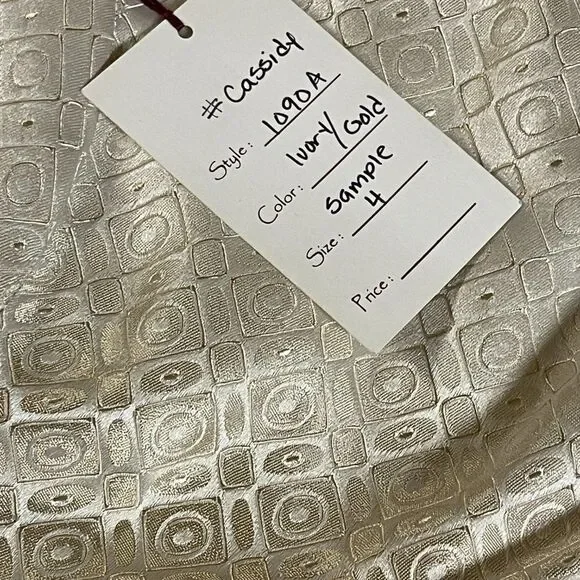 # Cassidy
Style: 1090A
Color: Ivory/Gold
Sample
Size: 4
Price: